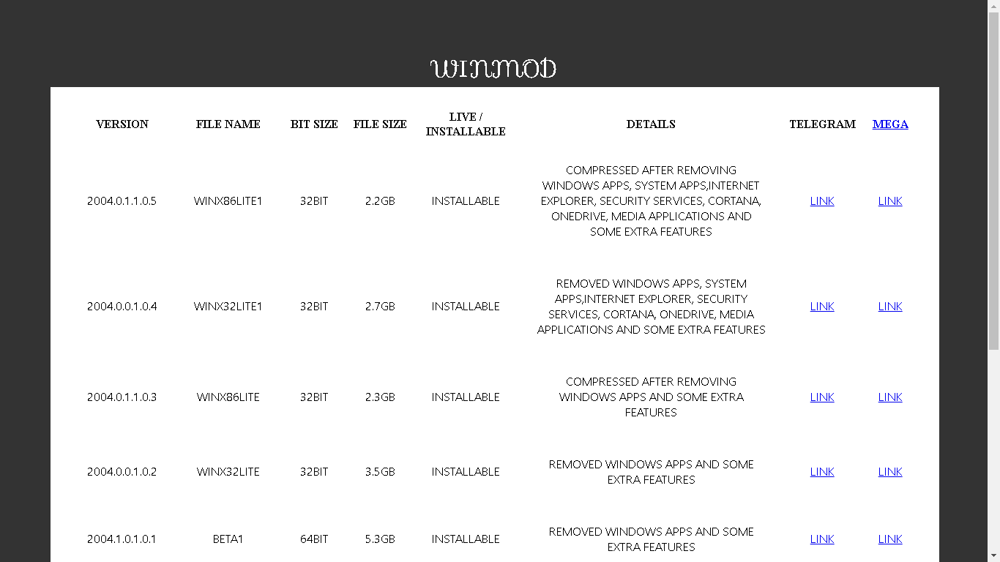 WINMOD
VERSION FILE NAME BIT SIZE FILE SIZE LIVE / INSTALLABLE DETAILS TELEGRAM MEGA
2004.0.1.1.0.5 WINX86LITE1 32BIT 2.2GB INSTALLABLE
COMPRESSED AFTER REMOVING
WINDOWS APPS, SYSTEM APPS,INTERNET
EXPLORER, SECURITY SERVICES, CORTANA,
ONEDRIVE, MEDIA APPLICATIONS AND
SOME EXTRA FEATURES
LINK LINK
2004.0.0.1.0.4 WINX32LITE1 32BIT 2.7GB INSTALLABLE
REMOVED WINDOWS APPS, SYSTEM
APPS,INTERNET EXPLORER, SECURITY
SERVICES, CORTANA, ONEDRIVE, MEDIA
APPLICATIONS AND SOME EXTRA FEATURES
LINK LINK
2004.0.1.1.0.3 WINX86LITE 32BIT 2.3GB INSTALLABLE
COMPRESSED AFTER REMOVING
WINDOWS APPS AND SOME EXTRA
FEATURES
LINK LINK
2004.0.0.1.0.2 WINX32LITE 32BIT 3.5GB INSTALLABLE
REMOVED WINDOWS APPS AND SOME
EXTRA FEATURES
LINK LINK
2004.1.0.1.0.1 BETA1 64BIT 5.3GB INSTALLABLE
REMOVED WINDOWS APPS AND SOME
EXTRA FEATURES
LINK LINK